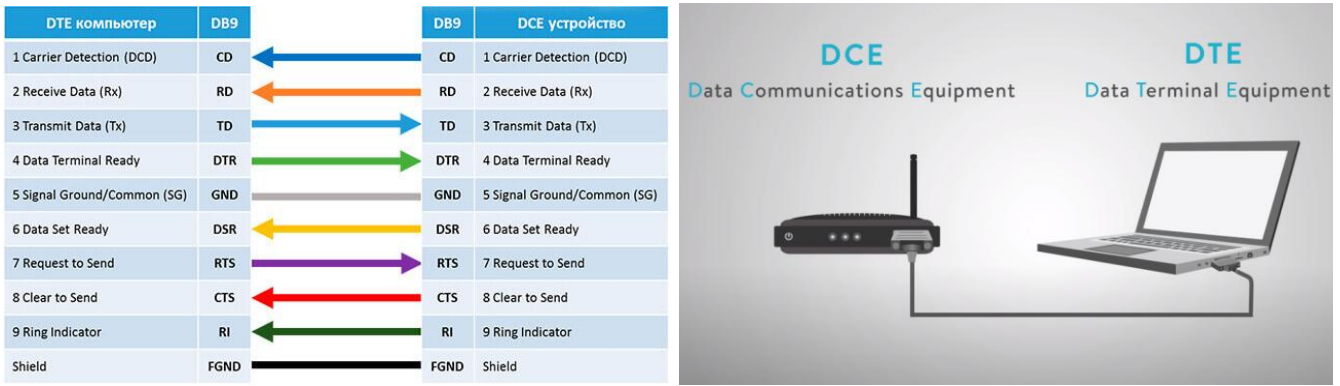 DTE компьютер DB9 DB9 DCE устройство
1 Carrier Detection (DCD) CD CD 1 Carrier Detection (DCD)
2 Receive Data (Rx) RD RD 2 Receive Data (Rx)
3 Transmit Data (Tx) TD TD 3 Transmit Data (Tx)
4 Data Terminal Ready DTR DTR 4 Data Terminal Ready
5 Signal Ground/Common (SG) GND GND 5 Signal Ground/Common (SG)
6 Data Set Ready DSR DSR 6 Data Set Ready
7 Request to Send RTS RTS 7 Request to Send
8 Clear to Send CTS CTS 8 Clear to Send
9 Ring Indicator RI RI 9 Ring Indicator
Shield FGND FGND Shield
DCE
Data Communications Equipment
DTE
Data Terminal Equipment